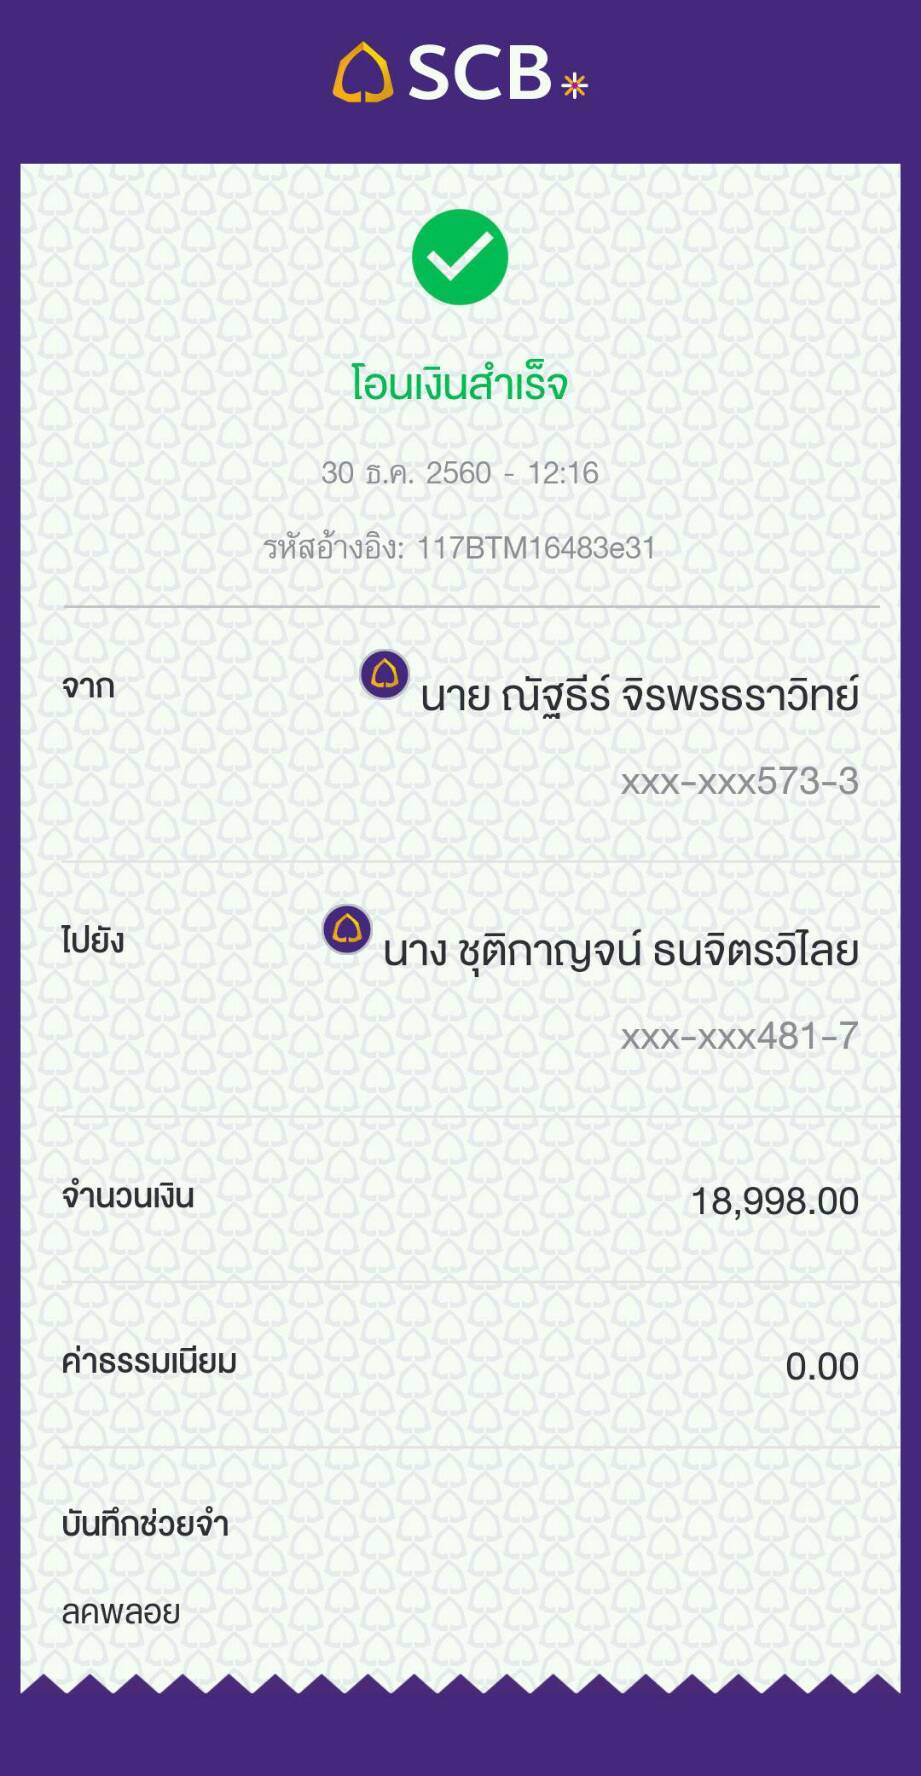 SCB
โอนเงินสำเร็จ
30 ธ.ค. 2560 - 12:16
รหัสอ้างอิง: 117BTM16483e31
จาก นาย ณัฐธีร์ จิรพรธราวิทย์
xxx-xxx573-3
ไปยัง นาง ชุติกาญจน์ ธนจิตรวิไลย
xxx-xxx481-7
จำนวนเงิน 18,998.00
ค่าธรรมเนียม 0.00
บันทึกช่วยจำ
ลคพลอย